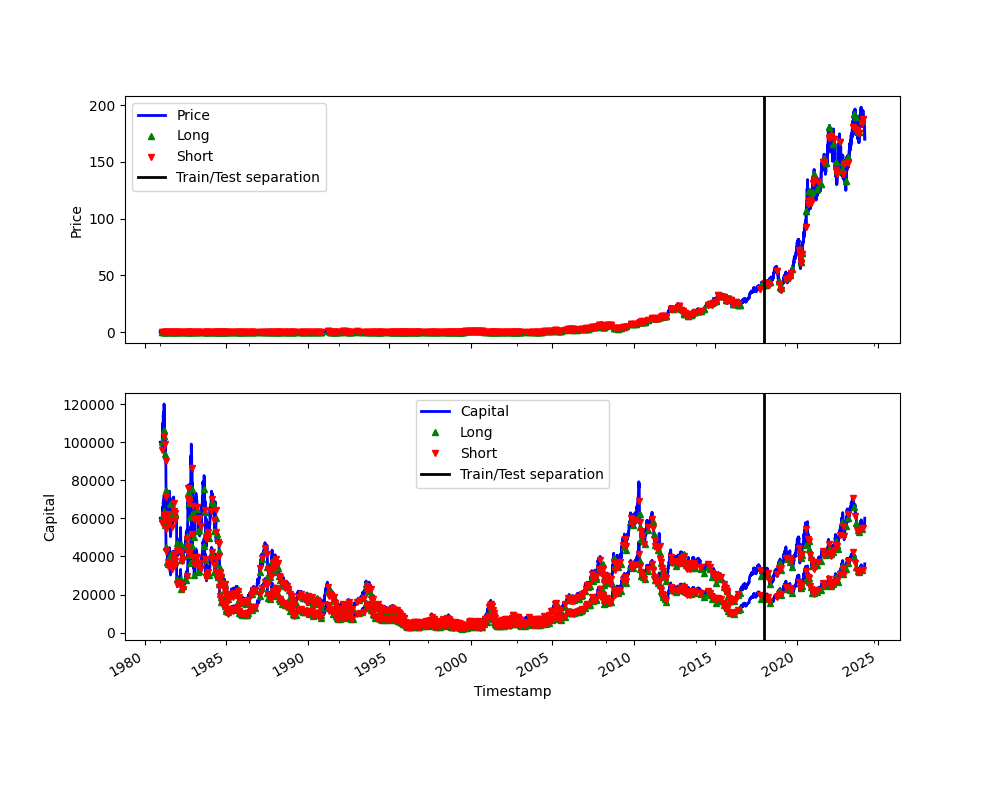 200
150
100
50
0
Price
Price
Long
Short
Train/Test separation
120000
100000
80000
60000
40000
20000
0
Capital
Capital
Long
Short
Train/Test separation
1980
1985
1990
1995
2000
2005
2010
2015
2020
2025
Timestamp